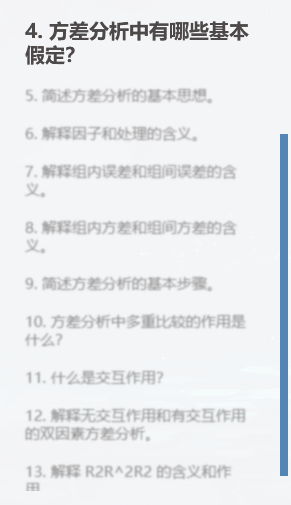 4. 方差分析中有哪些基本
假定?
5. 简述方差分析的基本思想。
6. 解释因子和处理的含义。
7. 解释组内误差和组间误差的含
义。
8. 解释组内方差和组间方差的含
义。
9. 简述方差分析的基本步骤。
10. 方差分析中多重比较的作用是
什么?
11. 什么是交互作用?
12. 解释无交互作用和有交互作用
的双因素方差分析。
13. 解释 R2R^2R2 的含义和作
用